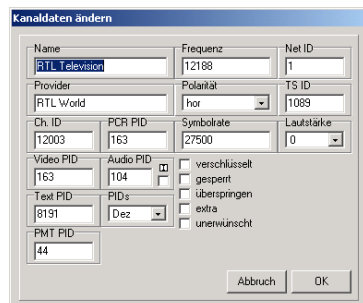 Kanaldaten ändern
Name Frequenz Net ID
RTL Television 12188 1
Provider Polarität TS ID
RTL World hor 1089
Ch. ID PCR PID Symbolrate Lautstärke
12003 163 27500 0
Video PID Audio PID
163 104
verschlüsselt
gesperrt
überspringen
extra
unerwünscht
Text PID PIDs
8191 Dez
PMT PID
44
Abbruch OK